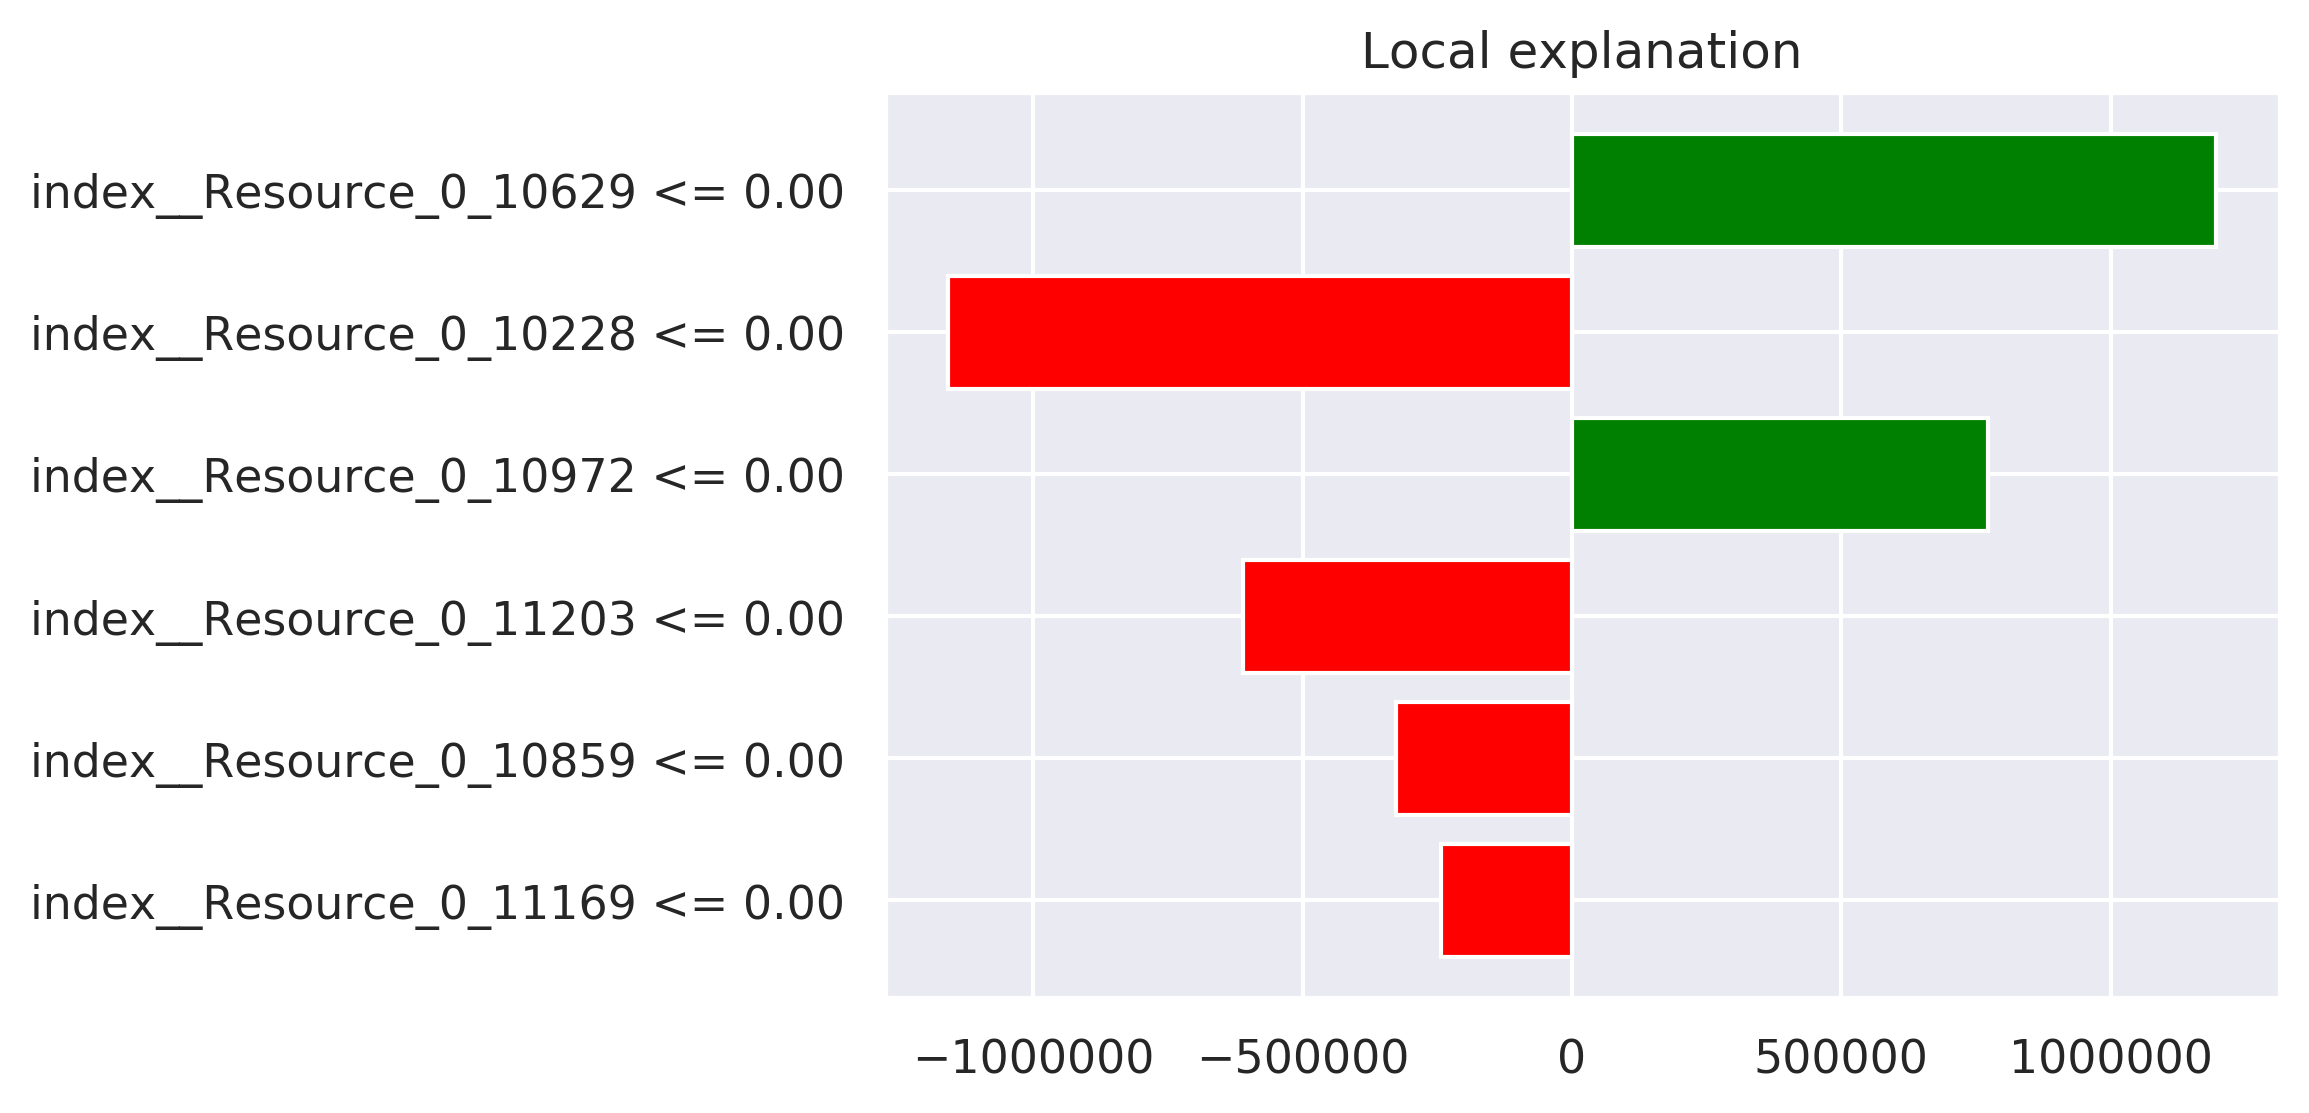 Local explanation
index__Resource_0_10629 <= 0.00
index__Resource_0_10228 <= 0.00
index__Resource_0_10972 <= 0.00
index__Resource_0_11203 <= 0.00
index__Resource_0_10859 <= 0.00
index__Resource_0_11169 <= 0.00
−1000000 −500000 0 500000 1000000